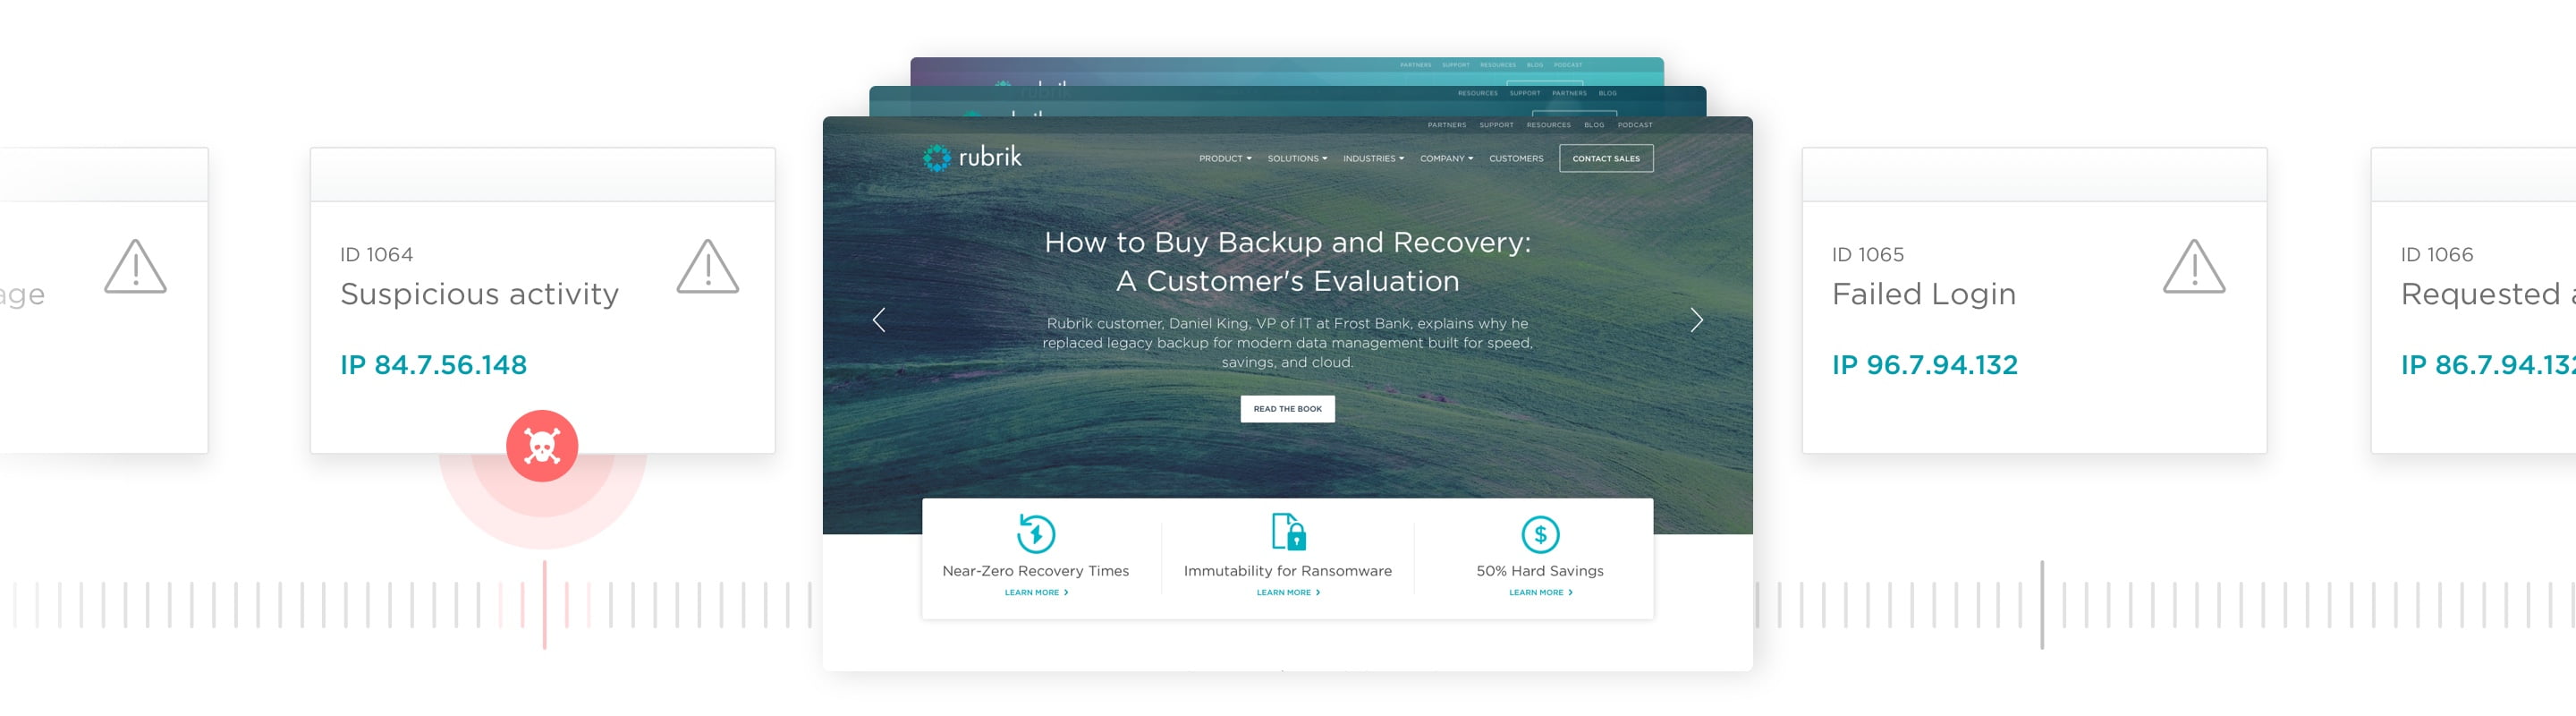 PARTNERS SUPPORT RESOURCES BLOG PODCAST
rubrik
RESOURCES SUPPORT PARTNERS BLOG
PARTNERS SUPPORT RESOURCES BLOG PODCAST
rubrik
PRODUCT SOLUTIONS INDUSTRIES COMPANY CUSTOMERS CONTACT SALES
How to Buy Backup and Recovery:
A Customer's Evaluation
Rubrik customer, Daniel King, VP of IT at Frost Bank, explains why he
replaced legacy backup for modern data management built for speed,
savings, and cloud.
READ THE BOOK
Near-Zero Recovery Times
LEARN MORE
Immutability for Ransomware
LEARN MORE
50% Hard Savings
LEARN MORE
age
ID 1064
Suspicious activity
IP 84.7.56.148
ID 1065
Failed Login
IP 96.7.94.132
ID 1066
Requested a
IP 86.7.94.132